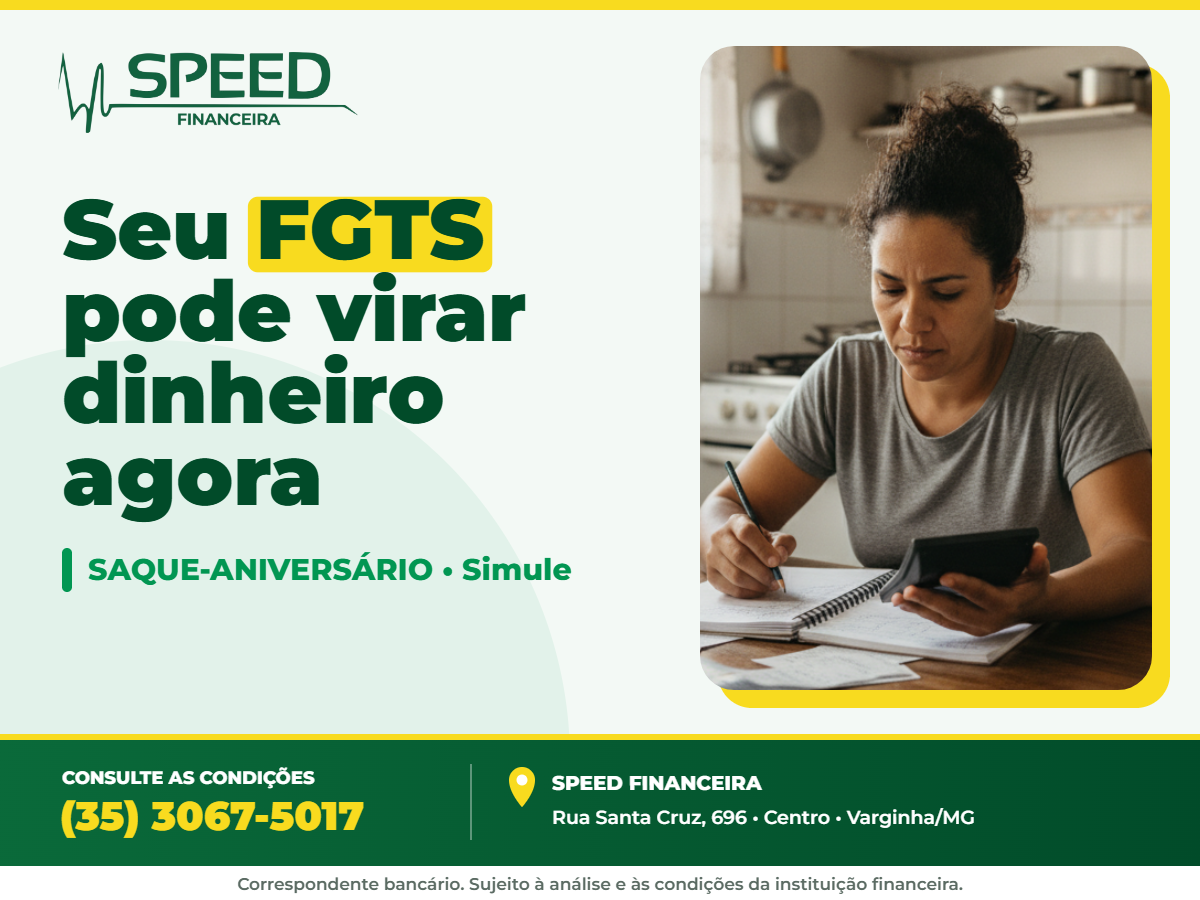 SPEED
FINANCEIRA
Seu FGTS
pode virar
dinheiro
agora
SAQUE-ANIVERSÁRIO • Simule
CONSULTE AS CONDIÇÕES
(35) 3067-5017
SPEED FINANCEIRA
Rua Santa Cruz, 696 • Centro • Varginha/MG
Correspondente bancário. Sujeito à análise e às condições da instituição financeira.